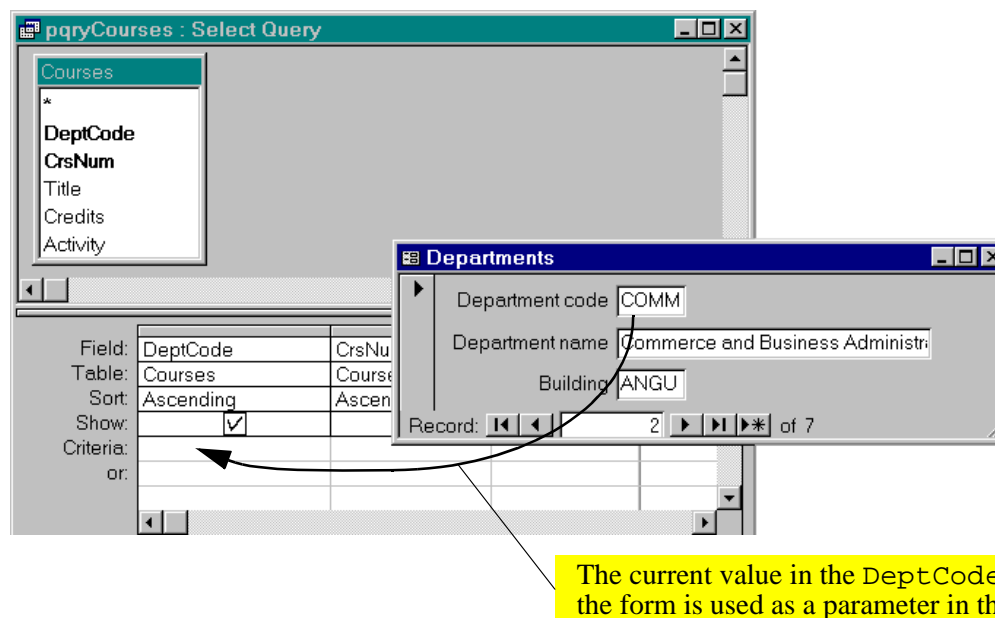 pqryCourses : Select Query
Courses
*
DeptCode
CrsNum
Title
Credits
Activity
Departments
Department code COMM
Department name Commerce and Business Administr
Building ANGU
Record: 2 of 7
Field: DeptCode CrsNu
Table: Courses Course
Sort: Ascending Ascen
Show:
Criteria:
or:
The current value in the DeptCode
the form is used as a parameter in th